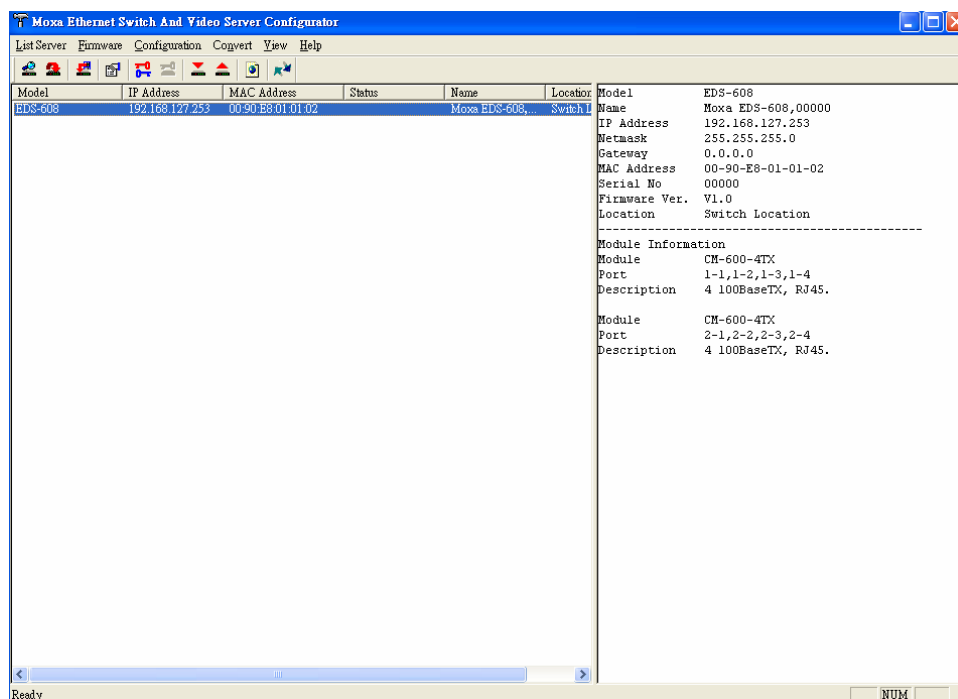 Moxa Ethernet Switch And Video Server Configurator
List Server Firmware Configuration Convert View Help
Model IP Address MAC Address Status Name Location
EDS-608 192.168.127.253 00:90:E8:01:01:02 Moxa EDS-608,... Switch L
Model EDS-608
Name Moxa EDS-608,00000
IP Address 192.168.127.253
Netmask 255.255.255.0
Gateway 0.0.0.0
MAC Address 00-90-E8-01-01-02
Serial No 00000
Firmware Ver. V1.0
Location Switch Location
----------------------------------------------
Module Information
Module CM-600-4TX
Port 1-1,1-2,1-3,1-4
Description 4 100BaseTX, RJ45.
Module CM-600-4TX
Port 2-1,2-2,2-3,2-4
Description 4 100BaseTX, RJ45.
Ready NUM